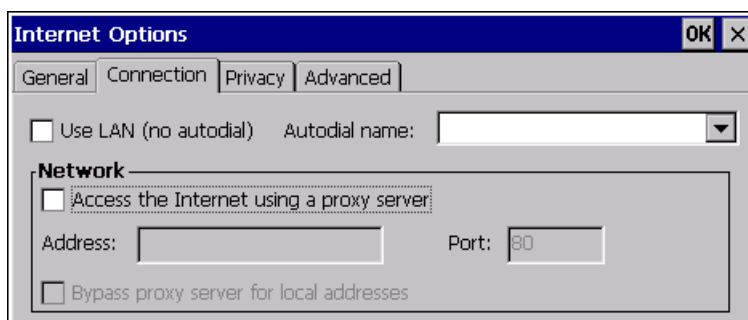 Internet Options OK ×
General Connection Privacy Advanced
Use LAN (no autodial) Autodial name:
Network
Access the Internet using a proxy server
Address: Port: 80
Bypass proxy server for local addresses